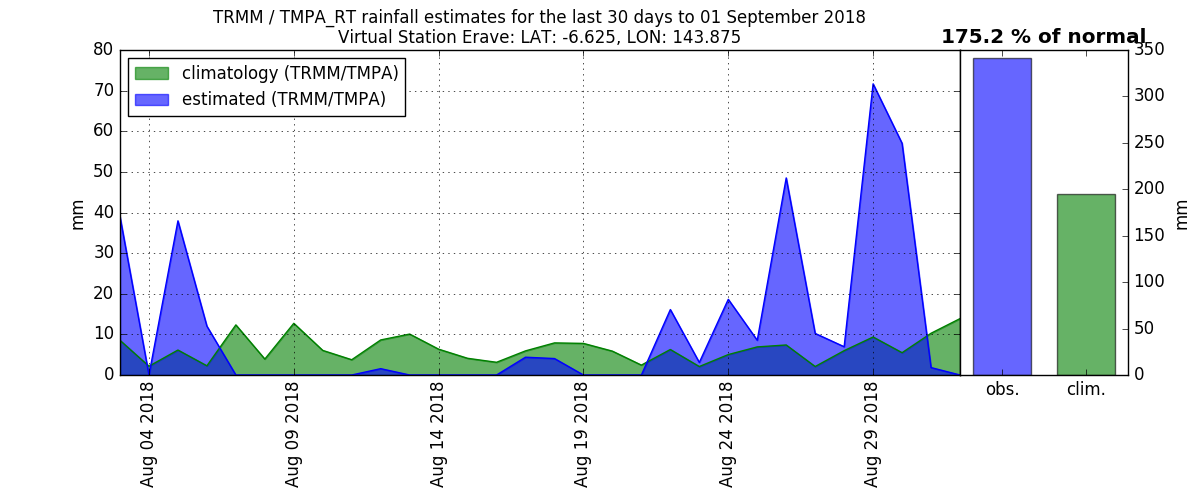 TRMM / TMPA_RT rainfall estimates for the last 30 days to 01 September 2018
Virtual Station Erave: LAT: -6.625, LON: 143.875
175.2 % of normal
climatology (TRMM/TMPA)
estimated (TRMM/TMPA)
80
70
60
50
40
30
20
10
0
mm
Aug 04 2018
Aug 09 2018
Aug 14 2018
Aug 19 2018
Aug 24 2018
Aug 29 2018
350
300
250
200
150
100
50
0
mm
obs.
clim.